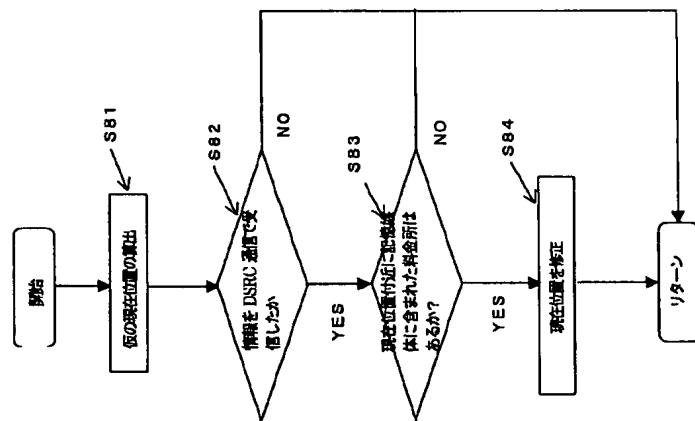 開始
S81
仮の現在位置の算出
S82
情報を DSRC 通信で受
信したか
NO
YES
S83
現在位置付近に記憶媒
体に含まれた料金所は
あるか?
NO
YES
S84
現在位置を修正
リターン